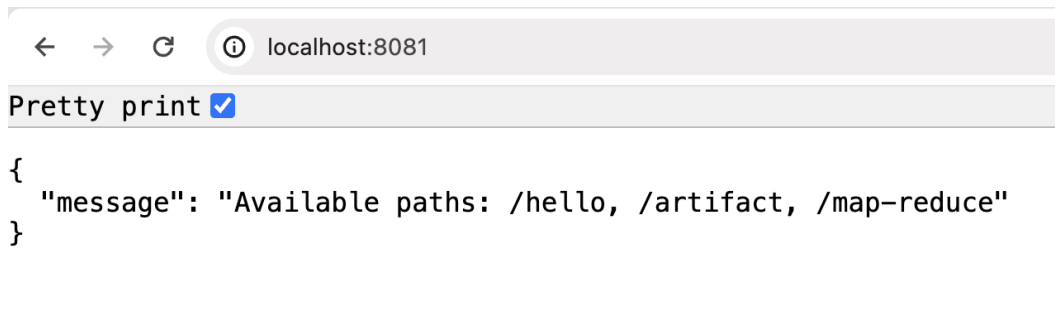 localhost:8081
Pretty print
{
"message": "Available paths: /hello, /artifact, /map-reduce"
}